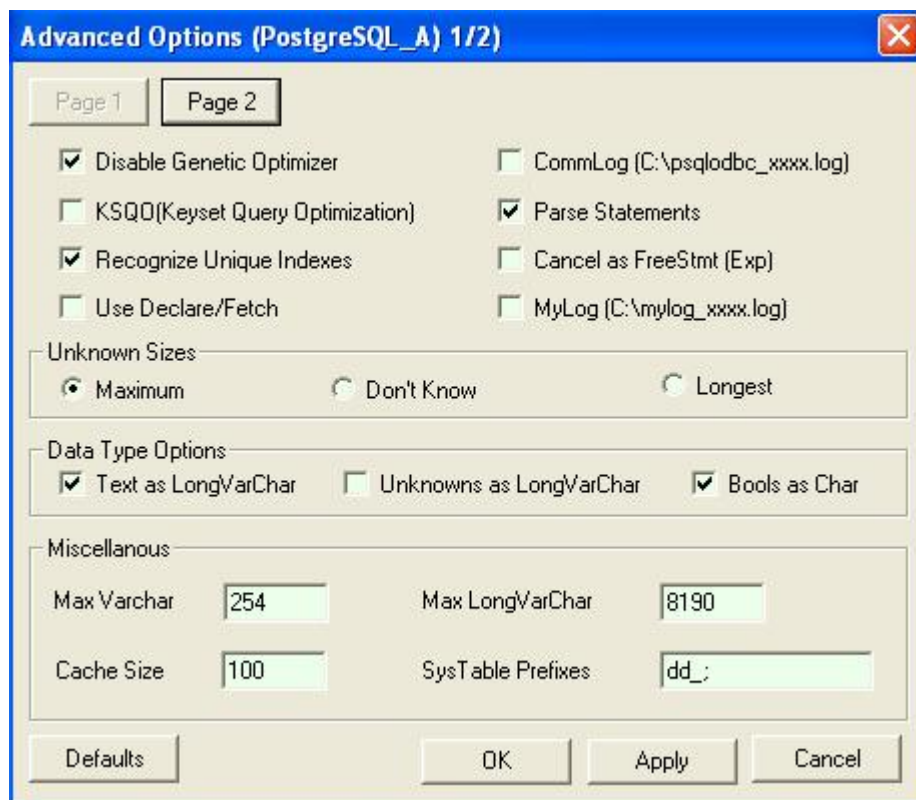 Advanced Options (PostgreSQL_A) 1/2)
Page 1 Page 2
Disable Genetic Optimizer CommLog (C:\psqlodbc_xxxx.log)
KSQO(Keyset Query Optimization) Parse Statements
Recognize Unique Indexes Cancel as FreeStmt (Exp)
Use Declare/Fetch MyLog (C:\mylog_xxxx.log)
Unknown Sizes
Maximum Don't Know Longest
Data Type Options
Text as LongVarChar Unknowns as LongVarChar Bools as Char
Miscellanous
Max Varchar 254 Max LongVarChar 8190
Cache Size 100 SysTable Prefixes dd_;
Defaults OK Apply Cancel